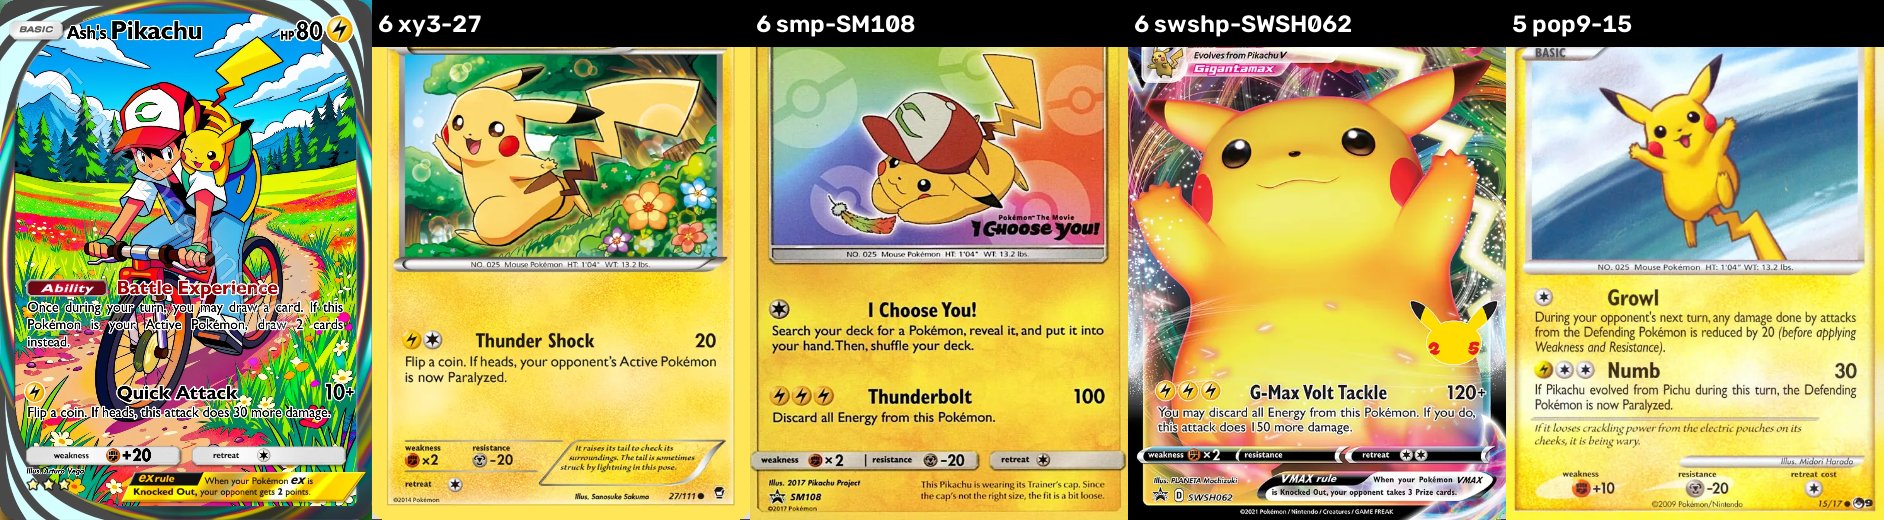 BASIC
Ash's Pikachu
HP80
Ability Battle Experience
Once during your turn, you may draw a card. If this
Pokémon is your Active Pokémon, draw 2 cards
instead.
Quick Attack 10+
Flip a coin. If heads, this attack does 30 more damage.
weakness +20 retreat
Illus. Arturo Vega
ex rule When your Pokémon ex is
Knocked Out, your opponent gets 2 points.
6 xy3-27
NO. 025 Mouse Pokémon HT: 1'04" WT: 13.2 lbs.
Thunder Shock 20
Flip a coin. If heads, your opponent's Active Pokémon
is now Paralyzed.
weakness resistance
×2 -20
retreat
It raises its tail to check its
surroundings. The tail is sometimes
struck by lightning in this pose.
Illus. Sanosuke Sakuma 27/111
©2014 Pokémon
6 smp-SM108
Pokémon The Movie
I Choose You!
NO. 025 Mouse Pokémon HT: 1'04" WT: 13.2 lbs.
I Choose You!
Search your deck for a Pokémon, reveal it, and put it into
your hand. Then, shuffle your deck.
Thunderbolt 100
Discard all Energy from this Pokémon.
weakness ×2 resistance -20 retreat
Illus. 2017 Pikachu Project
SM108
©2017 Pokémon
This Pikachu is wearing its Trainer's cap. Since
the cap's not the right size, the fit is a bit loose.
6 swshp-SWSH062
Evolves from Pikachu V
Gigantamax
25
G-Max Volt Tackle 120+
You may discard all Energy from this Pokémon. If you do,
this attack does 150 more damage.
weakness ×2 resistance retreat
Illus. PLANETA Mochizuki
D SWSH062
VMAX rule When your Pokémon VMAX
is Knocked Out, your opponent takes 3 Prize cards.
©2021 Pokémon / Nintendo / Creatures / GAME FREAK
5 pop9-15
BASIC
NO. 025 Mouse Pokémon HT: 1'04" WT: 13.2 lbs.
Growl
During your opponent's next turn, any damage done by attacks
from the Defending Pokémon is reduced by 20 (before applying
Weakness and Resistance).
Numb 30
If Pikachu evolved from Pichu during this turn, the Defending
Pokémon is now Paralyzed.
If it looses crackling power from the electric pouches on its
cheeks, it is being wary.
Illus. Midori Harada
weakness resistance retreat cost
+10 -20
©2009 Pokémon/Nintendo 15/17 9